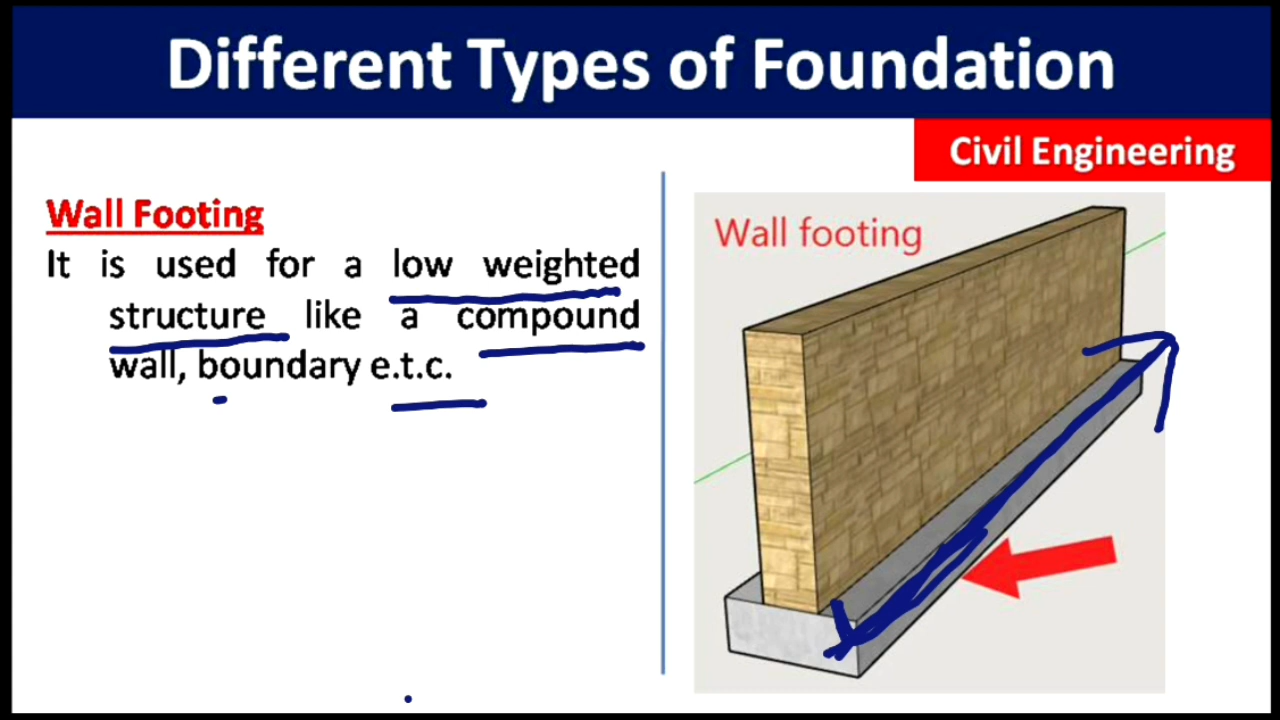 Different Types of Foundation
Civil Engineering
Wall Footing
It is used for a low weighted
structure like a compound
wall, boundary e.t.c.
Wall footing